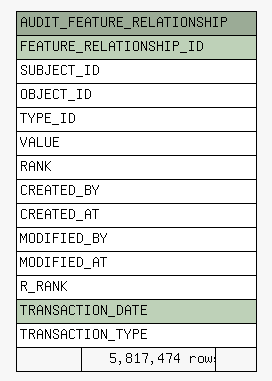 AUDIT_FEATURE_RELATIONSHIP
FEATURE_RELATIONSHIP_ID
SUBJECT_ID
OBJECT_ID
TYPE_ID
VALUE
RANK
CREATED_BY
CREATED_AT
MODIFIED_BY
MODIFIED_AT
R_RANK
TRANSACTION_DATE
TRANSACTION_TYPE
5,817,474 rows